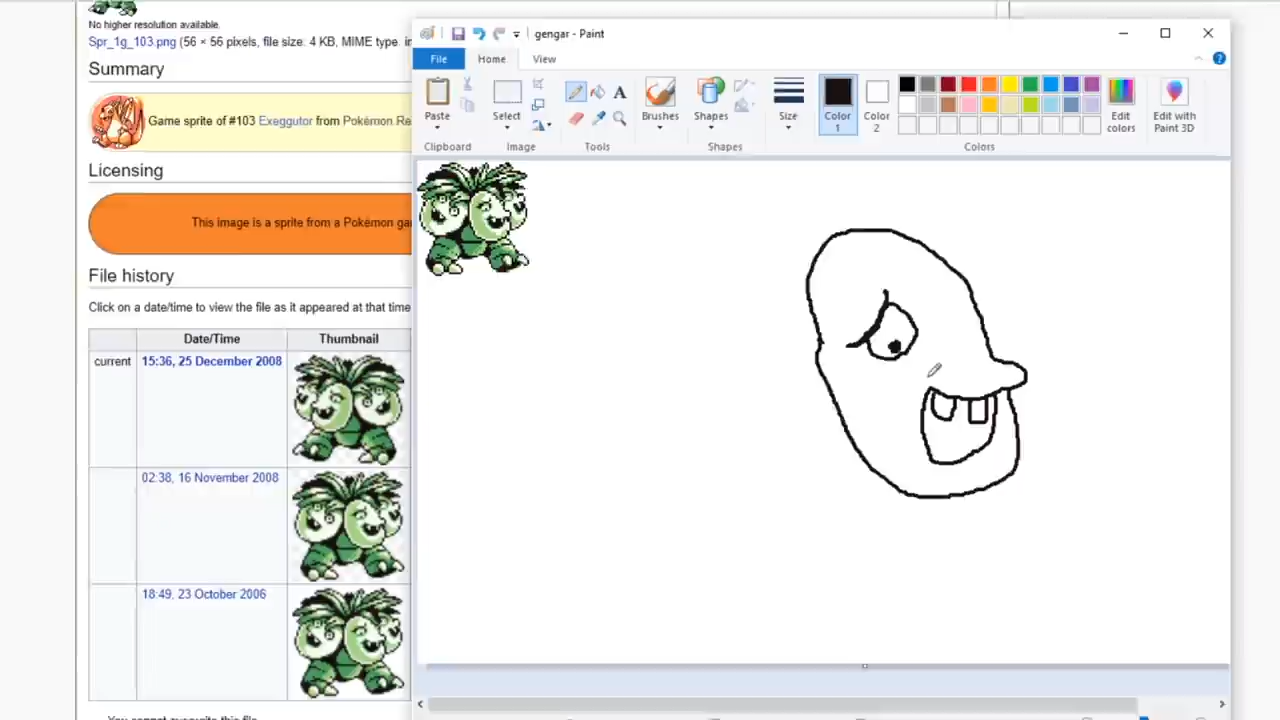 No higher resolution available.
Spr_1g_103.png (56 × 56 pixels, file size: 4 KB, MIME type: i
Summary
Game sprite of #103 Exeggutor from Pokémon Re
Licensing
This image is a sprite from a Pokémon ga
File history
Click on a date/time to view the file as it appeared at that time
Date/Time Thumbnail
current 15:36, 25 December 2008
02:38, 16 November 2008
18:49, 23 October 2006
gengar - Paint
File Home View
Paste
Select
Brushes
Shapes
Size
Color 1
Color 2
Edit colors
Edit with Paint 3D
Clipboard Image Tools Shapes Colors